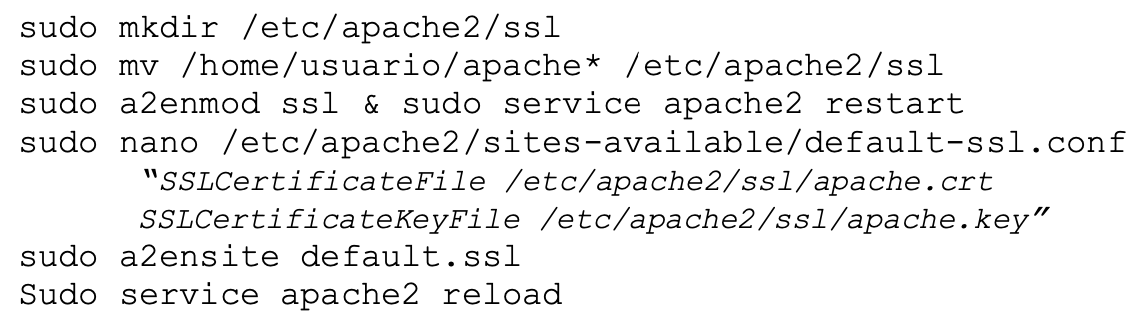 sudo mkdir /etc/apache2/ssl
sudo mv /home/usuario/apache* /etc/apache2/ssl
sudo a2enmod ssl & sudo service apache2 restart
sudo nano /etc/apache2/sites-available/default-ssl.conf
“SSLCertificateFile /etc/apache2/ssl/apache.crt
SSLCertificateKeyFile /etc/apache2/ssl/apache.key”
sudo a2ensite default.ssl
Sudo service apache2 reload